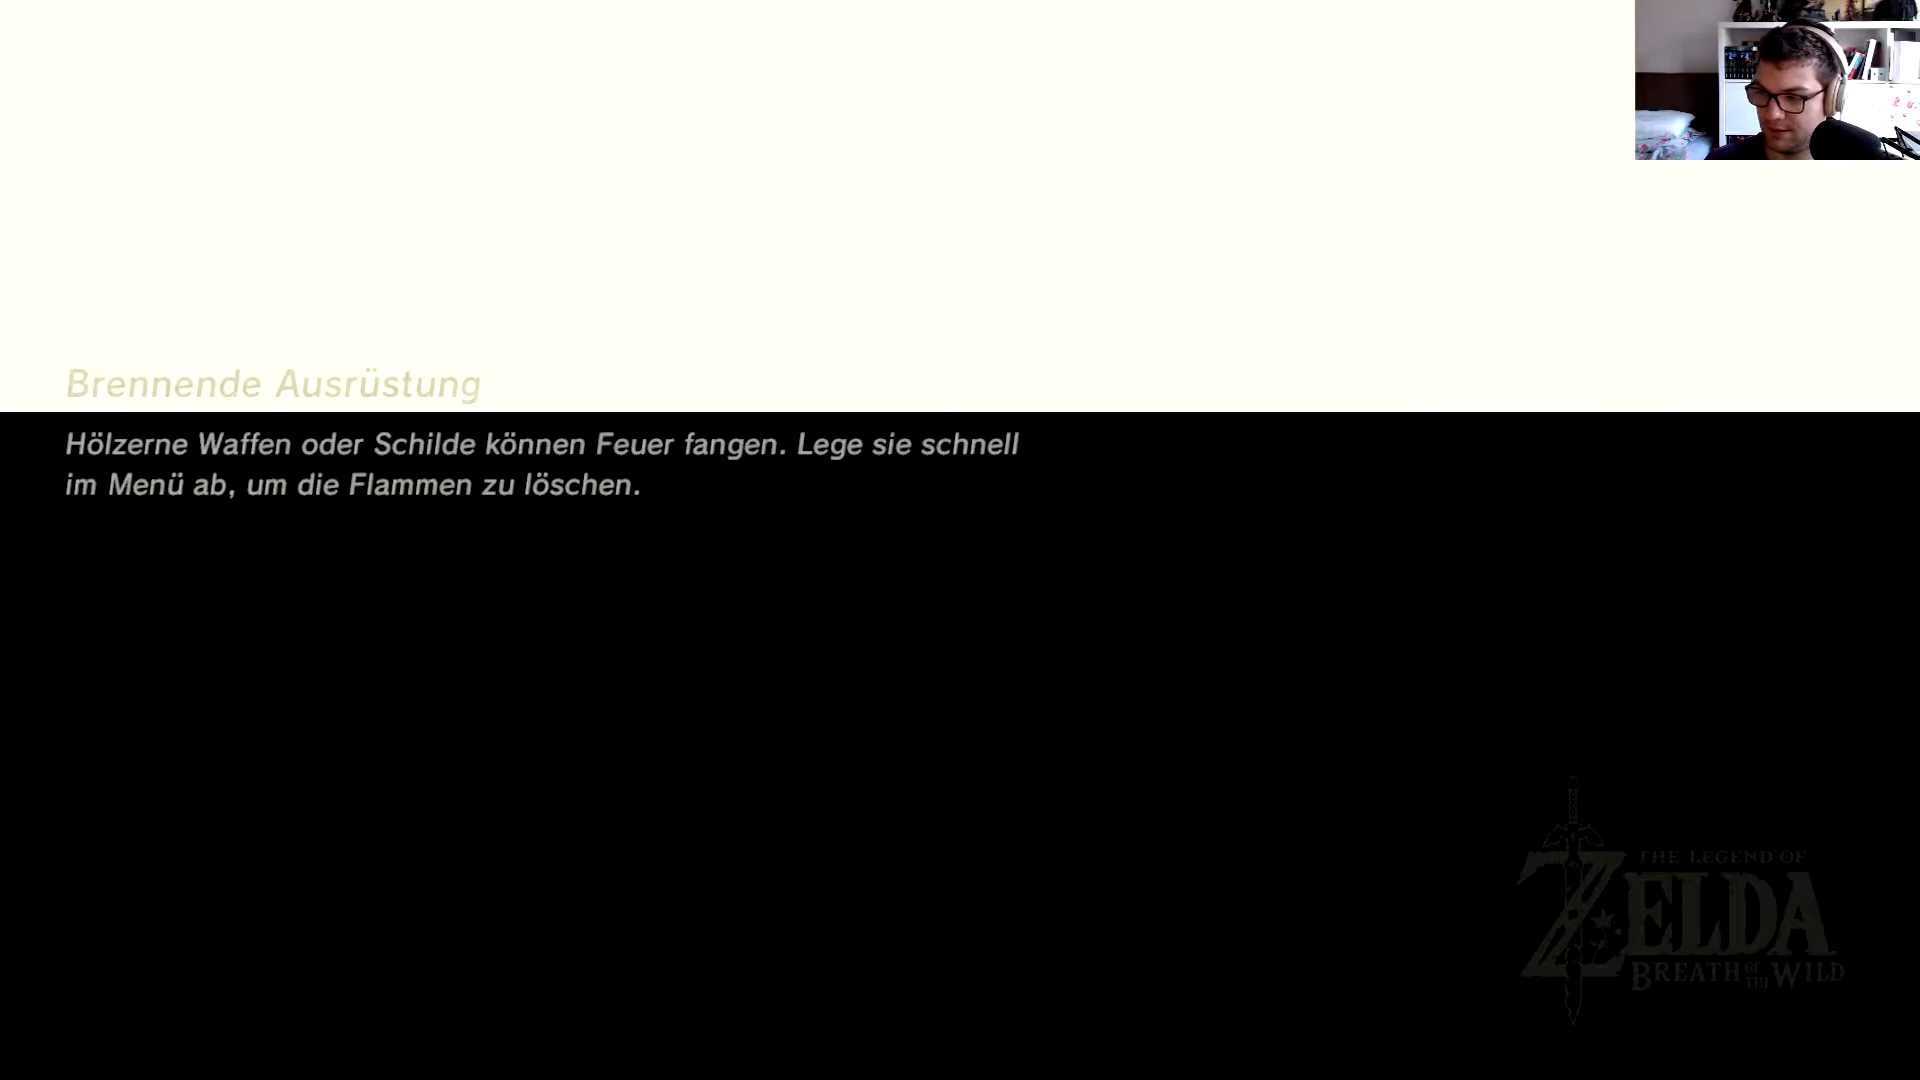 Brennende Ausrüstung
Hölzerne Waffen oder Schilde können Feuer fangen. Lege sie schnell
im Menü ab, um die Flammen zu löschen.
THE LEGEND OF
ZELDA
BREATH OF THE WILD